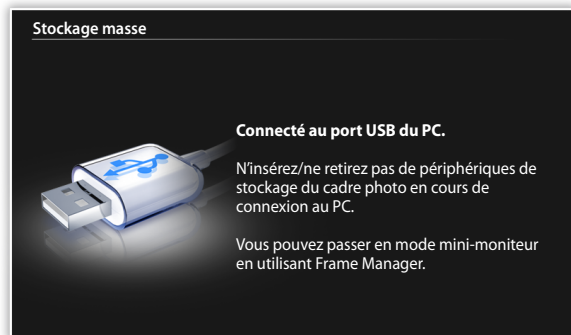 Stockage masse
Connecté au port USB du PC.
N'insérez/ne retirez pas de périphériques de
stockage du cadre photo en cours de
connexion au PC.
Vous pouvez passer en mode mini-moniteur
en utilisant Frame Manager.